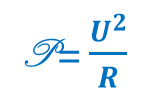 𝒫 = U²/R